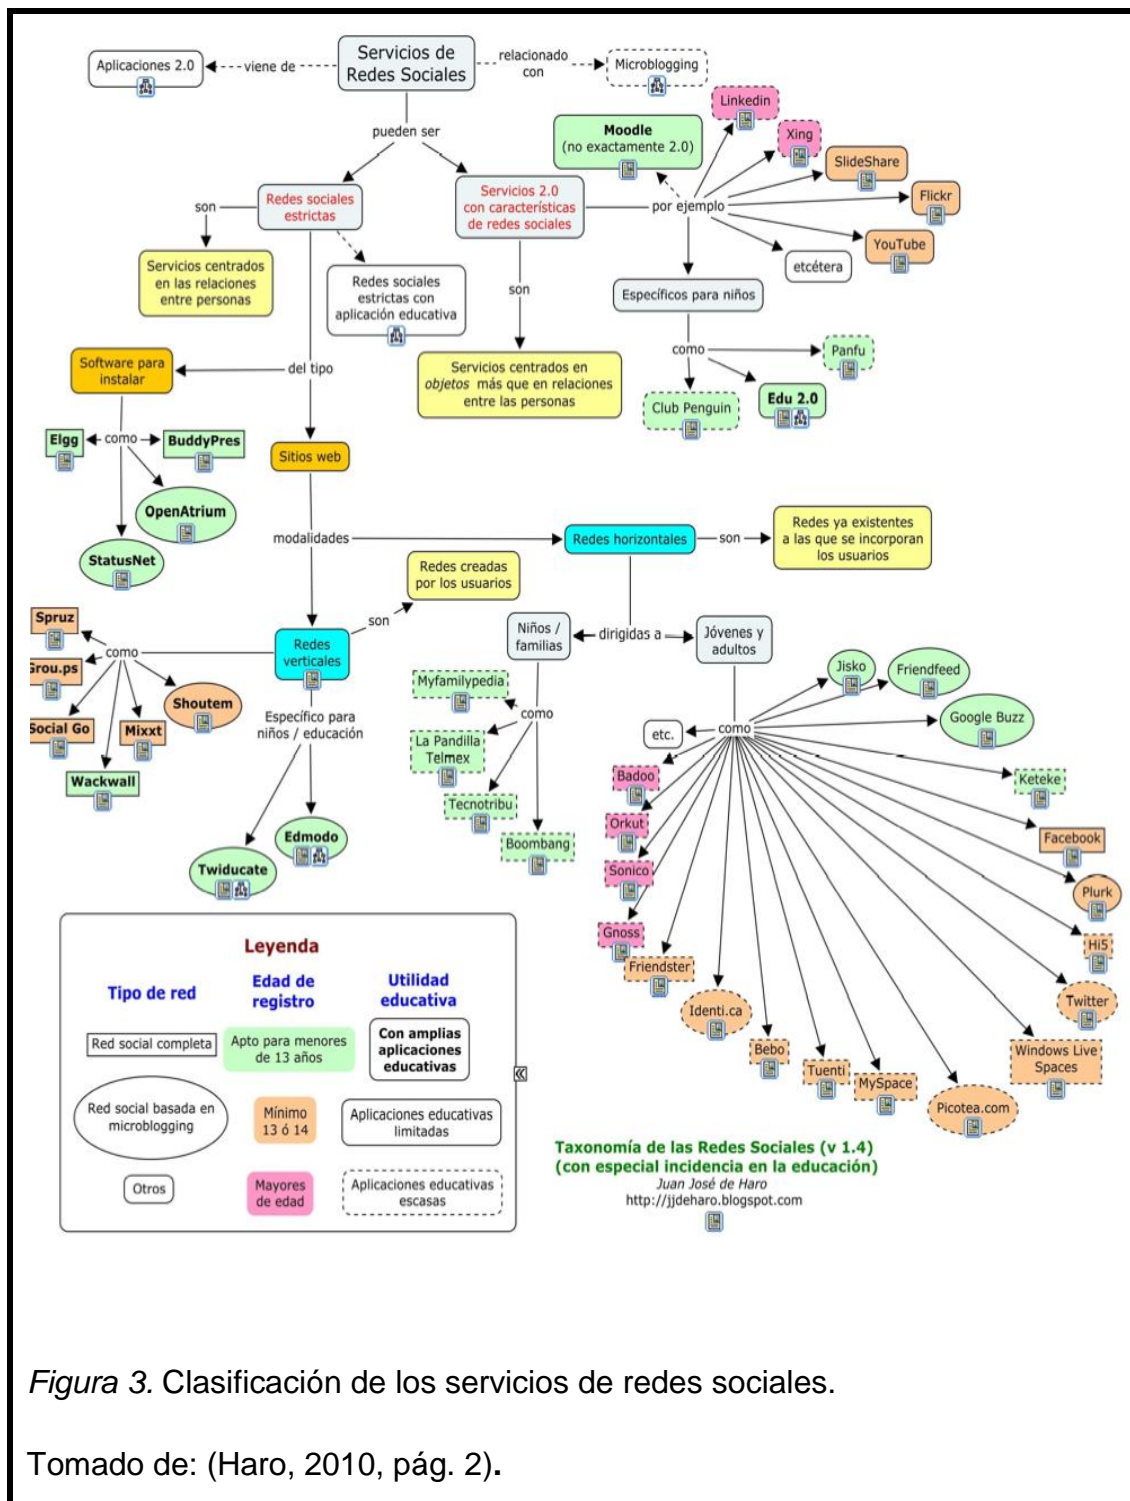 Servicios de
Redes Sociales
Aplicaciones 2.0
viene de
relacionado
con
Microblogging
pueden ser
Moodle
(no exactamente 2.0)
Linkedin
Xing
SlideShare
Flickr
YouTube
etcétera
por ejemplo
Redes sociales
estrictas
Servicios 2.0
con características
de redes sociales
son
Servicios centrados
en las relaciones
entre personas
Redes sociales
estrictas con
aplicación educativa
son
Específicos para niños
como
Panfu
Edu 2.0
Club Penguin
Servicios centrados en
objetos más que en relaciones
entre las personas
Software para
instalar
del tipo
Elgg
como
BuddyPres
OpenAtrium
StatusNet
Sitios web
modalidades
Redes horizontales
son
Redes ya existentes
a las que se incorporan
los usuarios
Redes creadas
por los usuarios
son
Redes
verticales
como
Spruz
Grou.ps
Social Go
Wackwall
Mixxt
Shoutem
Específico para
niños / educación
Twiducate
Edmodo
Niños /
familias
dirigidas a
Jóvenes y
adultos
Myfamilypedia
como
La Pandilla
Telmex
Tecnotribu
Boombang
como
etc.
Jisko
Friendfeed
Google Buzz
Keteke
Facebook
Plurk
Hi5
Twitter
Windows Live
Spaces
Picotea.com
MySpace
Tuenti
Bebo
Identi.ca
Friendster
Gnoss
Sonico
Orkut
Badoo
Leyenda
Tipo de red
Edad de
registro
Utilidad
educativa
Red social completa
Apto para menores
de 13 años
Con amplias
aplicaciones
educativas
Red social basada en
microblogging
Mínimo
13 ó 14
Aplicaciones educativas
limitadas
Otros
Mayores
de edad
Aplicaciones educativas
escasas
Taxonomía de las Redes Sociales (v 1.4)
(con especial incidencia en la educación)
Juan José de Haro
http://jjdeharo.blogspot.com
Figura 3. Clasificación de los servicios de redes sociales.
Tomado de: (Haro, 2010, pág. 2).